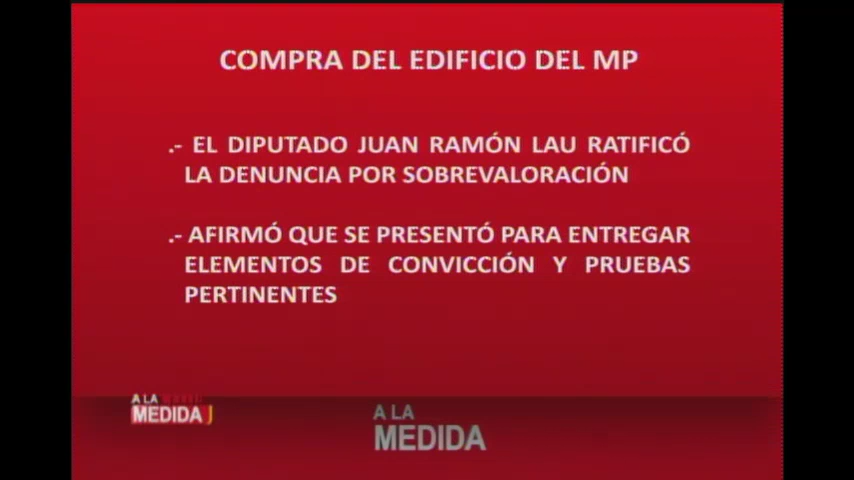 COMPRA DEL EDIFICIO DEL MP
.- EL DIPUTADO JUAN RAMÓN LAU RATIFICÓ
LA DENUNCIA POR SOBREVALORACIÓN
.- AFIRMÓ QUE SE PRESENTÓ PARA ENTREGAR
ELEMENTOS DE CONVICCIÓN Y PRUEBAS
PERTINENTES
A LA
MEDIDA
A LA
MEDIDA